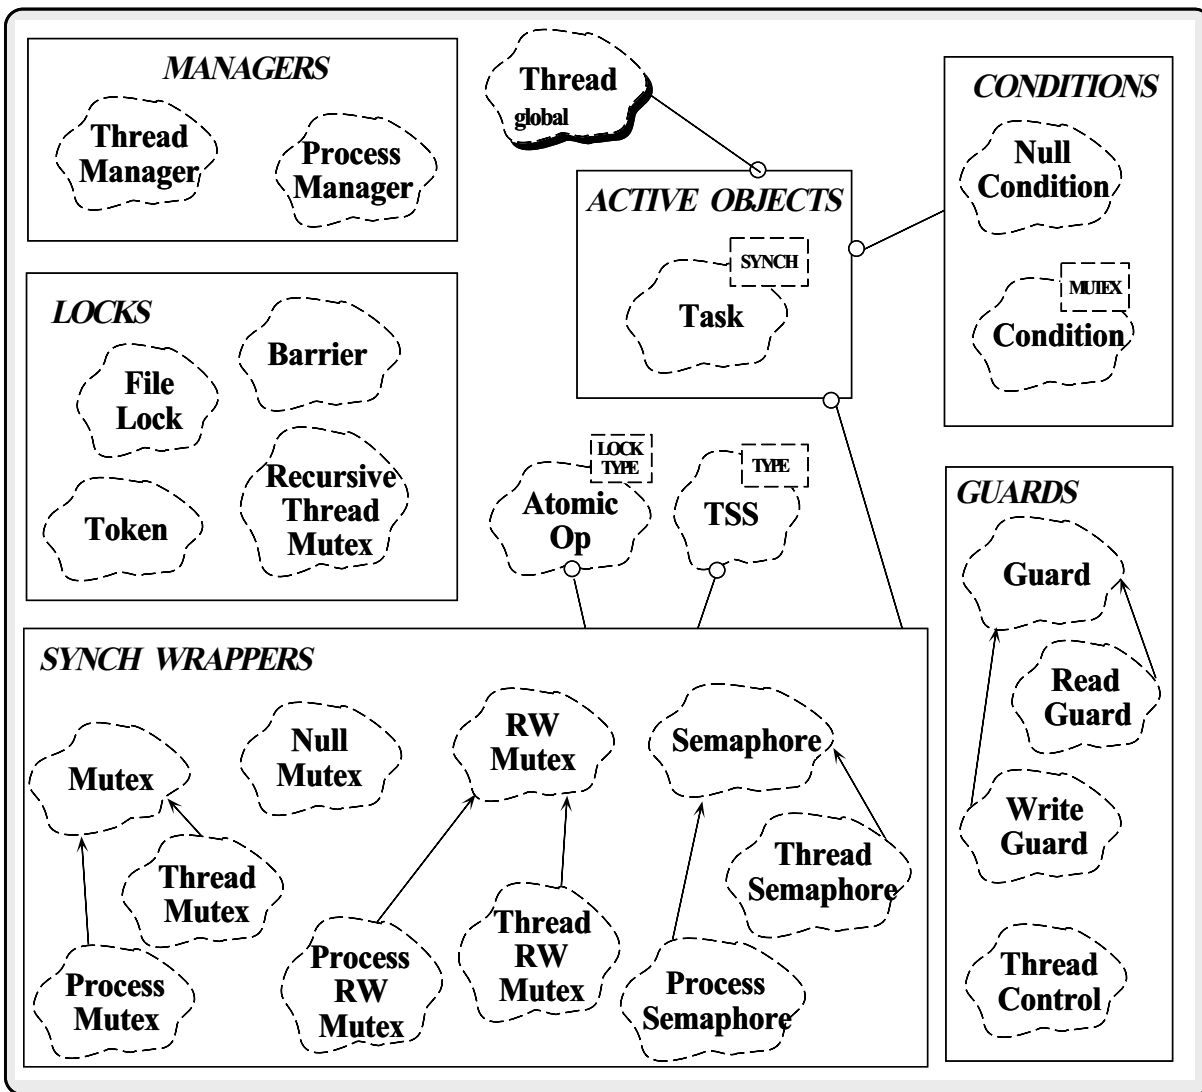 MANAGERS
Thread
Manager
Process
Manager
Thread
global
CONDITIONS
Null
Condition
MUTEX
Condition
ACTIVE OBJECTS
SYNCH
Task
LOCKS
File
Lock
Barrier
Token
Recursive
Thread
Mutex
LOCK
TYPE
Atomic
Op
TYPE
TSS
GUARDS
Guard
Read
Guard
Write
Guard
Thread
Control
SYNCH WRAPPERS
Mutex
Null
Mutex
RW
Mutex
Semaphore
Thread
Mutex
Process
Mutex
Process
RW
Mutex
Thread
RW
Mutex
Thread
Semaphore
Process
Semaphore